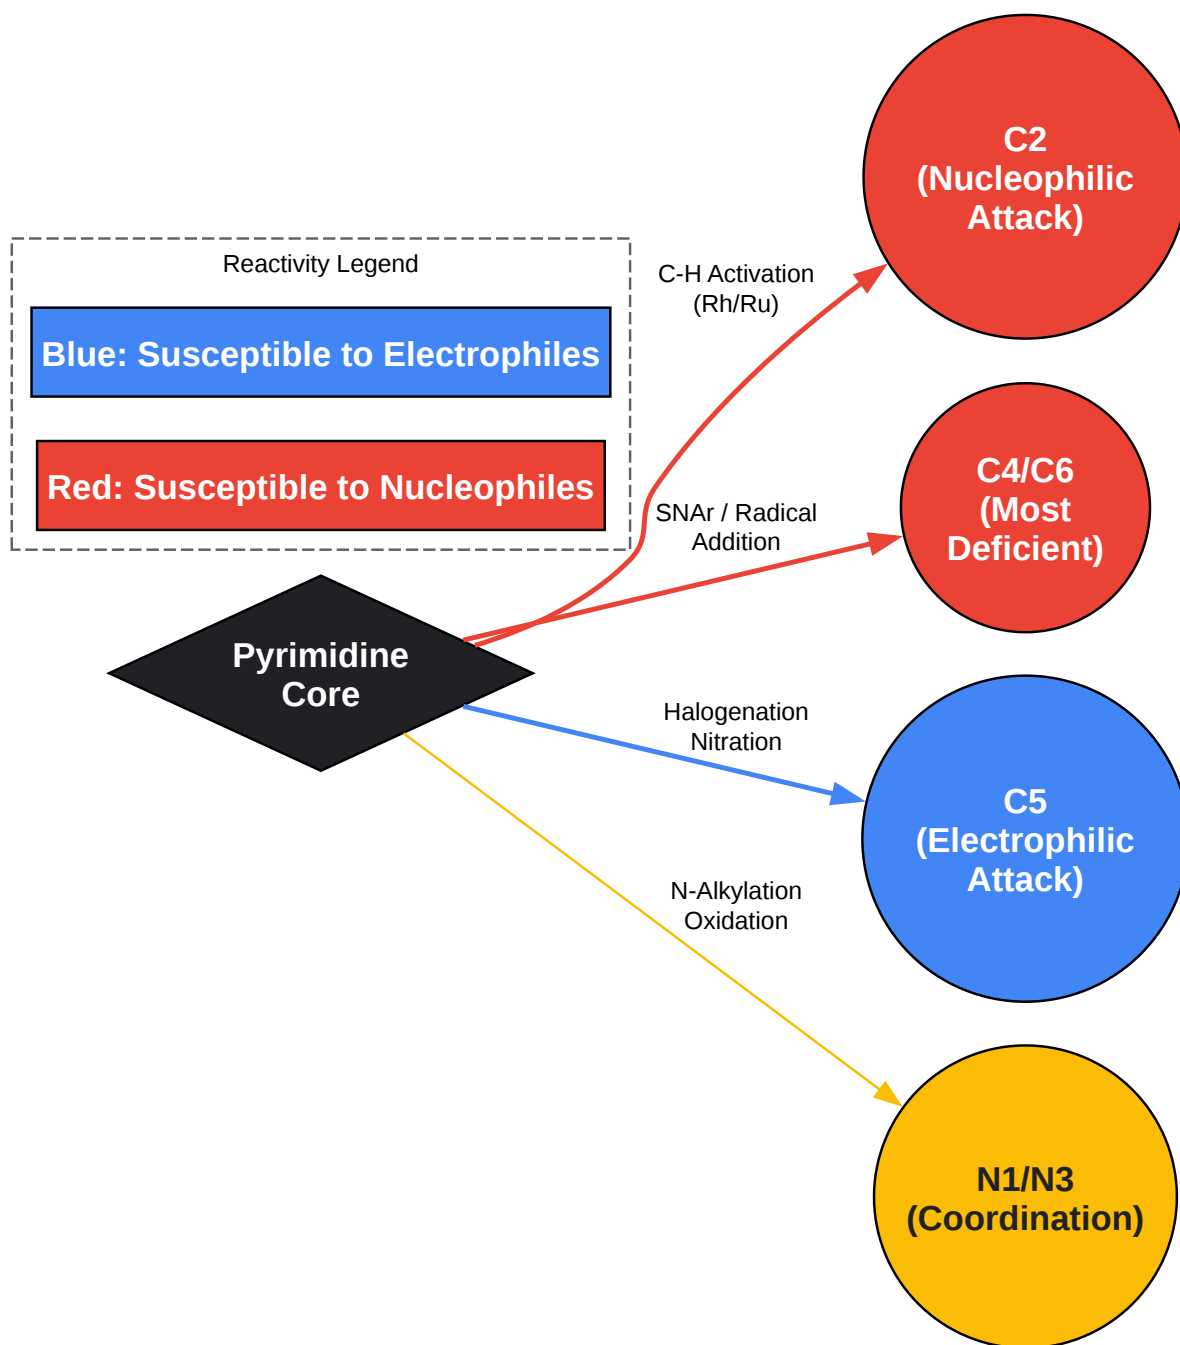 Reactivity Legend
Blue: Susceptible to Electrophiles
Red: Susceptible to Nucleophiles
Pyrimidine
Core
C-H Activation
(Rh/Ru)
SNAr / Radical
Addition
Halogenation
Nitration
N-Alkylation
Oxidation
C2
(Nucleophilic
Attack)
C4/C6
(Most
Deficient)
C5
(Electrophilic
Attack)
N1/N3
(Coordination)